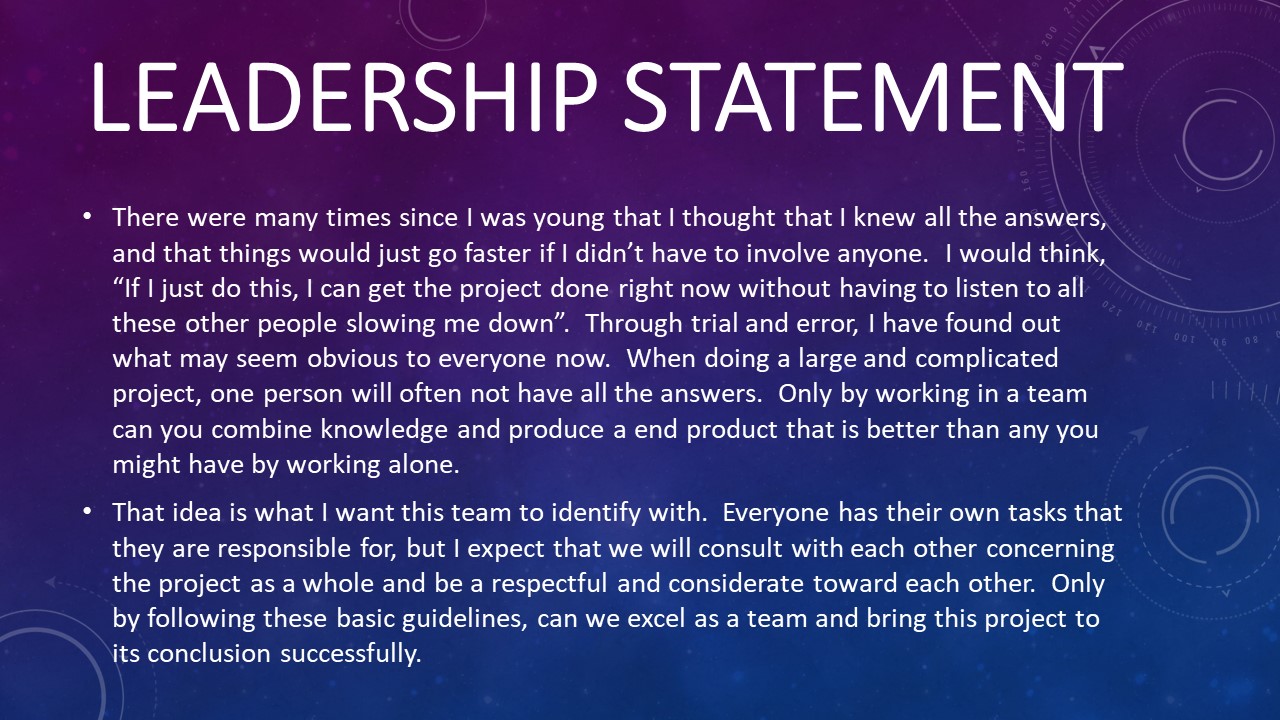 LEADERSHIP STATEMENT
• There were many times since I was young that I thought that I knew all the answers,
and that things would just go faster if I didn’t have to involve anyone.  I would think,
“If I just do this, I can get the project done right now without having to listen to all
these other people slowing me down”.  Through trial and error, I have found out
what may seem obvious to everyone now.  When doing a large and complicated
project, one person will often not have all the answers.  Only by working in a team
can you combine knowledge and produce a end product that is better than any you
might have by working alone.
• That idea is what I want this team to identify with.  Everyone has their own tasks that
they are responsible for, but I expect that we will consult with each other concerning
the project as a whole and be a respectful and considerate toward each other.  Only
by following these basic guidelines, can we excel as a team and bring this project to
its conclusion successfully.
160
170
200
120
110
100
90
80